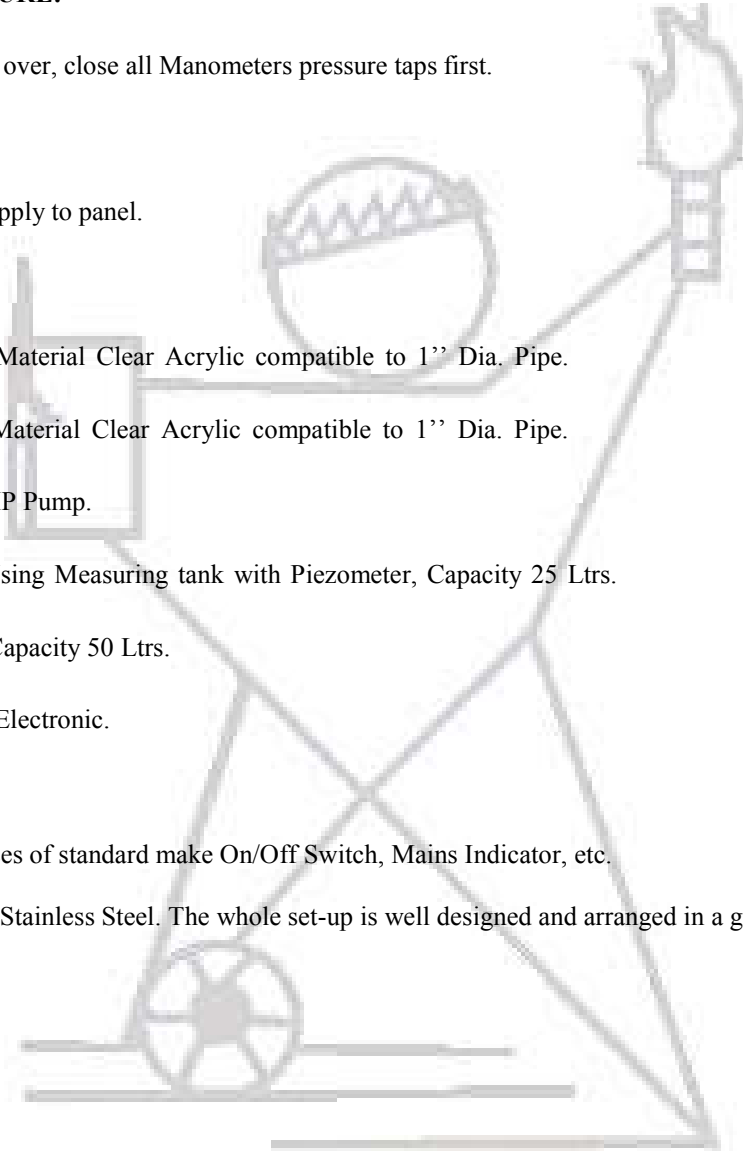 over, close all Manometers pressure taps first.
pply to panel.
Material Clear Acrylic compatible to 1’’ Dia. Pipe.
Material Clear Acrylic compatible to 1’’ Dia. Pipe.
P Pump.
sing Measuring tank with Piezometer, Capacity 25 Ltrs.
Capacity 50 Ltrs.
Electronic.
es of standard make On/Off Switch, Mains Indicator, etc.
Stainless Steel. The whole set-up is well designed and arranged in a g